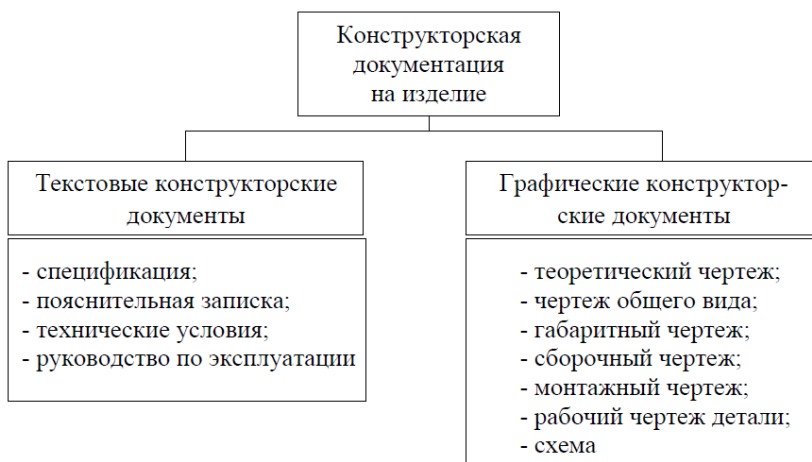 Конструкторская
документация
на изделие
Текстовые конструкторские
документы
- спецификация;
- пояснительная записка;
- технические условия;
- руководство по эксплуатации
Графические конструктор-
ские документы
- теоретический чертеж;
- чертеж общего вида;
- габаритный чертеж;
- сборочный чертеж;
- монтажный чертеж;
- рабочий чертеж детали;
- схема